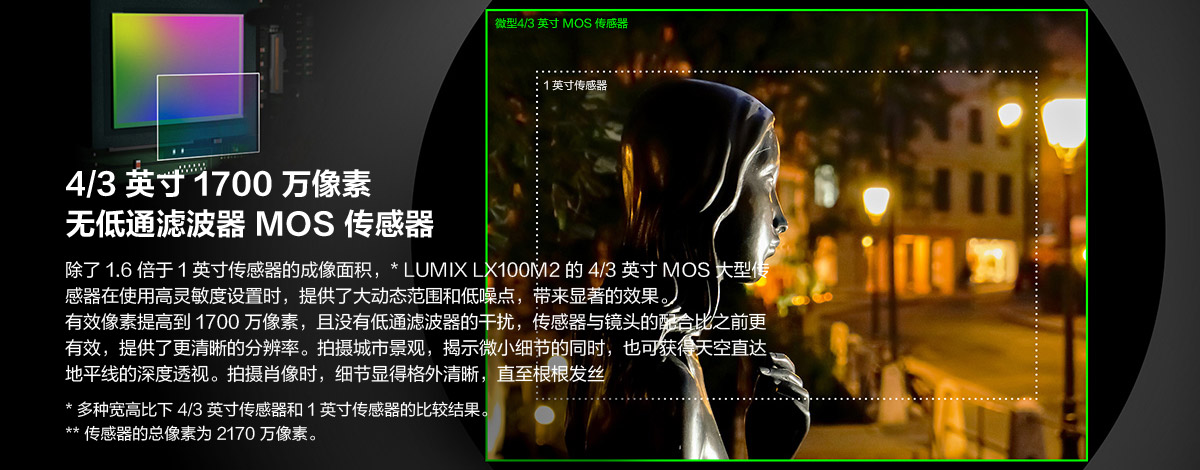 微型4/3 英寸 MOS 传感器
1 英寸传感器
4/3 英寸 1700 万像素
无低通滤波器 MOS 传感器
除了 1.6 倍于 1 英寸传感器的成像面积，* LUMIX LX100M2 的 4/3 英寸 MOS 大型传
感器在使用高灵敏度设置时，提供了大动态范围和低噪点，带来显著的效果。
有效像素提高到 1700 万像素，且没有低通滤波器的干扰，传感器与镜头的配合比之前更
有效，提供了更清晰的分辨率。拍摄城市景观，揭示微小细节的同时，也可获得天空直达
地平线的深度透视。拍摄肖像时，细节显得格外清晰，直至根根发丝
* 多种宽高比下 4/3 英寸传感器和 1 英寸传感器的比较结果。
** 传感器的总像素为 2170 万像素。